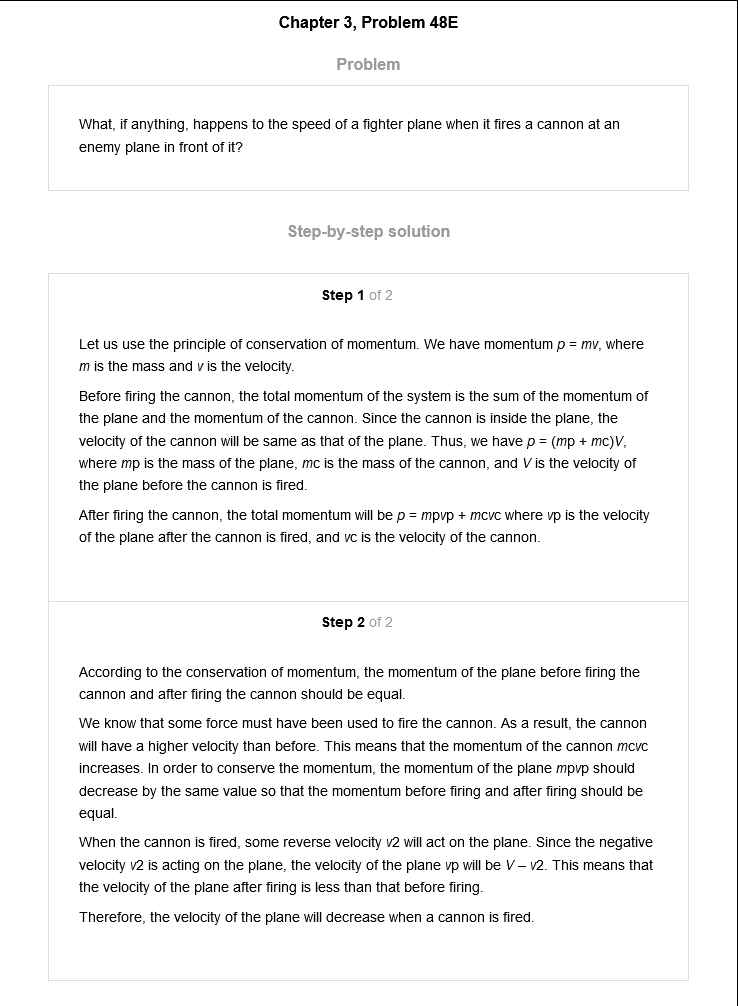 Chapter 3, Problem 48E
Problem
What, if anything, happens to the speed of a fighter plane when it fires a cannon at an
enemy plane in front of it?
Step-by-step solution
Step 1 of 2
Let us use the principle of conservation of momentum. We have momentum p = mv, where
m is the mass and v is the velocity.
Before firing the cannon, the total momentum of the system is the sum of the momentum of
the plane and the momentum of the cannon. Since the cannon is inside the plane, the
velocity of the cannon will be same as that of the plane. Thus, we have p = (mp + mc)V,
where mp is the mass of the plane, mc is the mass of the cannon, and V is the velocity of
the plane before the cannon is fired.
After firing the cannon, the total momentum will be p = mpvp + mcvc where vp is the velocity
of the plane after the cannon is fired, and vc is the velocity of the cannon.
Step 2 of 2
According to the conservation of momentum, the momentum of the plane before firing the
cannon and after firing the cannon should be equal.
We know that some force must have been used to fire the cannon. As a result, the cannon
will have a higher velocity than before. This means that the momentum of the cannon mcvc
increases. In order to conserve the momentum, the momentum of the plane mpvp should
decrease by the same value so that the momentum before firing and after firing should be
equal.
When the cannon is fired, some reverse velocity v2 will act on the plane. Since the negative
velocity v2 is acting on the plane, the velocity of the plane vp will be V – v2. This means that
the velocity of the plane after firing is less than that before firing.
Therefore, the velocity of the plane will decrease when a cannon is fired.